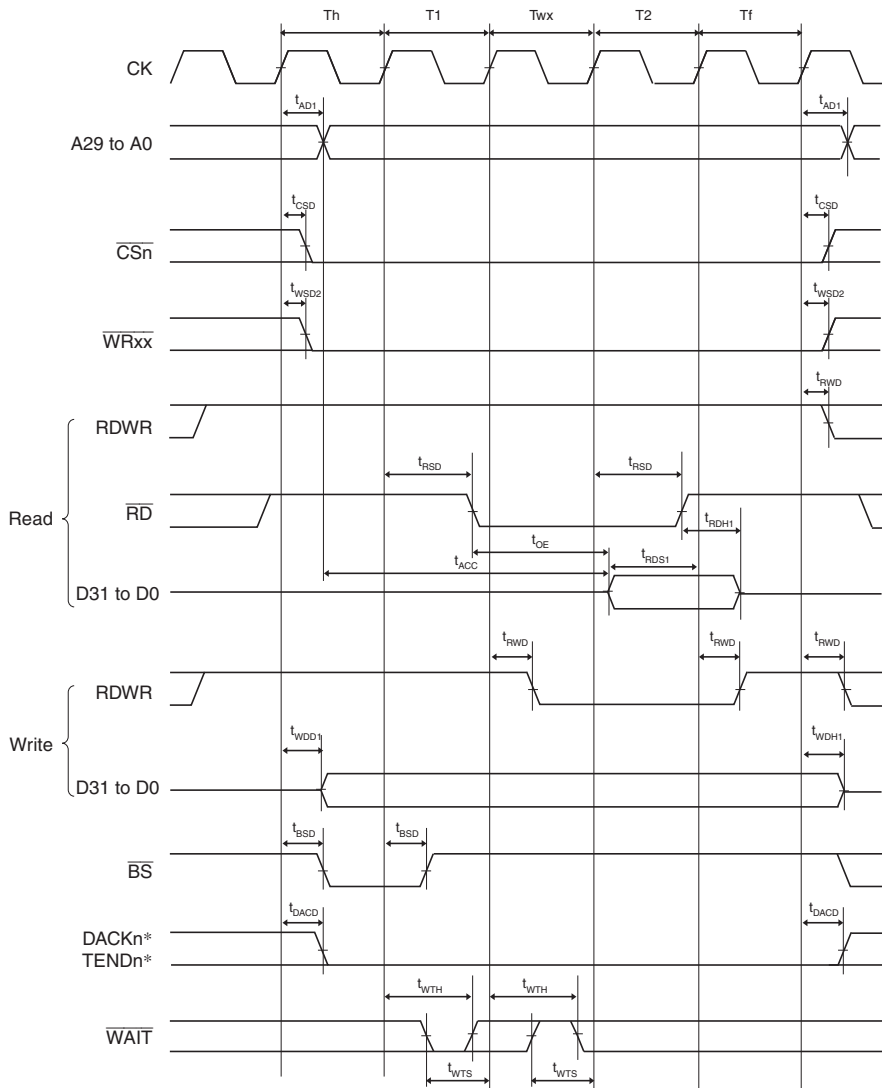 Th T1 Twx T2 Tf
CK
tAD1 tAD1
A29 to A0
tCSD tCSD
CSn
tWSD2 tWSD2
WRxx
tRWD
RDWR
tRSD tRSD
RD
Read
tRDH1
tOE
tACC tRDS1
D31 to D0
tRWD tRWD tRWD
RDWR
Write
tWDD1 tWDH1
D31 to D0
tBSD tBSD
BS
tDACD tDACD
DACKn*
TENDn*
tWTH tWTH
WAIT
tWTS tWTS